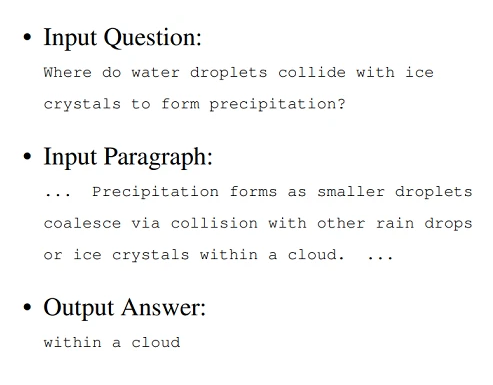 • Input Question:
Where do water droplets collide with ice
crystals to form precipitation?
• Input Paragraph:
... Precipitation forms as smaller droplets
coalesce via collision with other rain drops
or ice crystals within a cloud. ...
• Output Answer:
within a cloud